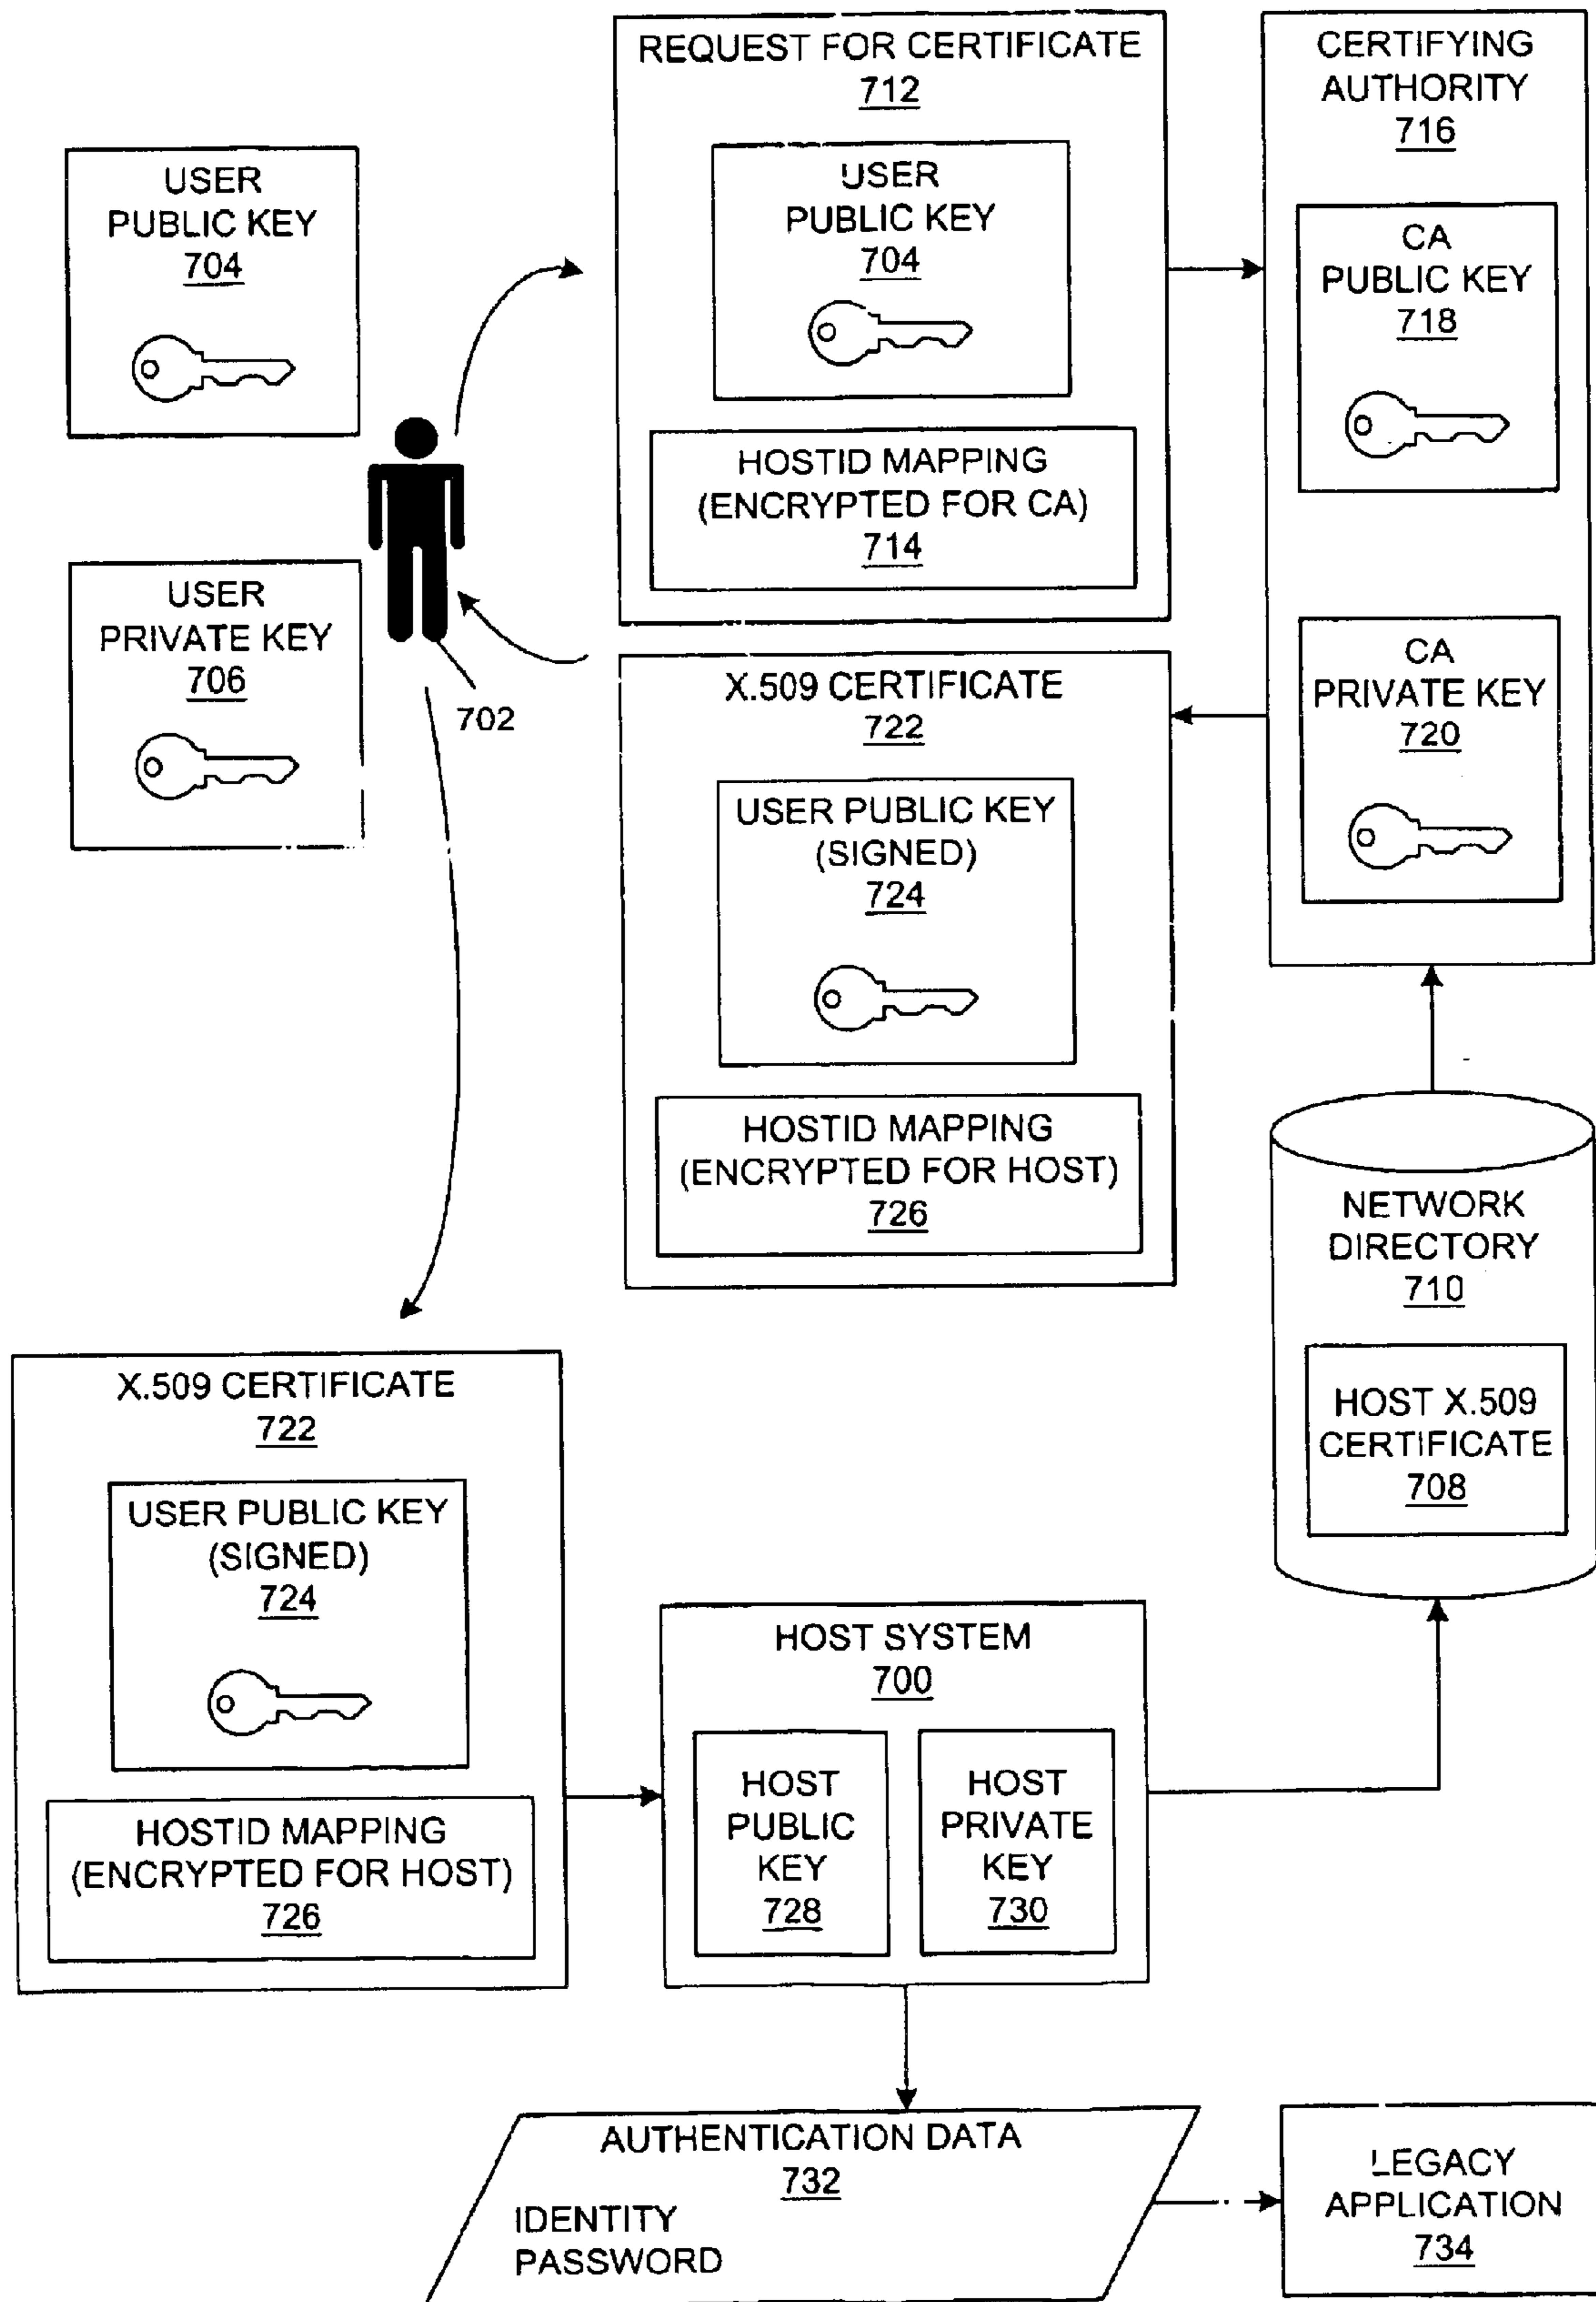 REQUEST FOR CERTIFICATE
712
USER
PUBLIC KEY
704
HOSTID MAPPING
(ENCRYPTED FOR CA)
714
CERTIFYING
AUTHORITY
716
CA
PUBLIC KEY
718
CA
PRIVATE KEY
720
USER
PUBLIC KEY
704
USER
PRIVATE KEY
706
702
X.509 CERTIFICATE
722
USER PUBLIC KEY
(SIGNED)
724
HOSTID MAPPING
(ENCRYPTED FOR HOST)
726
NETWORK
DIRECTORY
710
HOST X.509
CERTIFICATE
708
X.509 CERTIFICATE
722
USER PUBLIC KEY
(SIGNED)
724
HOSTID MAPPING
(ENCRYPTED FOR HOST)
726
HOST SYSTEM
700
HOST
PUBLIC
KEY
728
HOST
PRIVATE
KEY
730
AUTHENTICATION DATA
732
IDENTITY
PASSWORD
LEGACY
APPLICATION
734